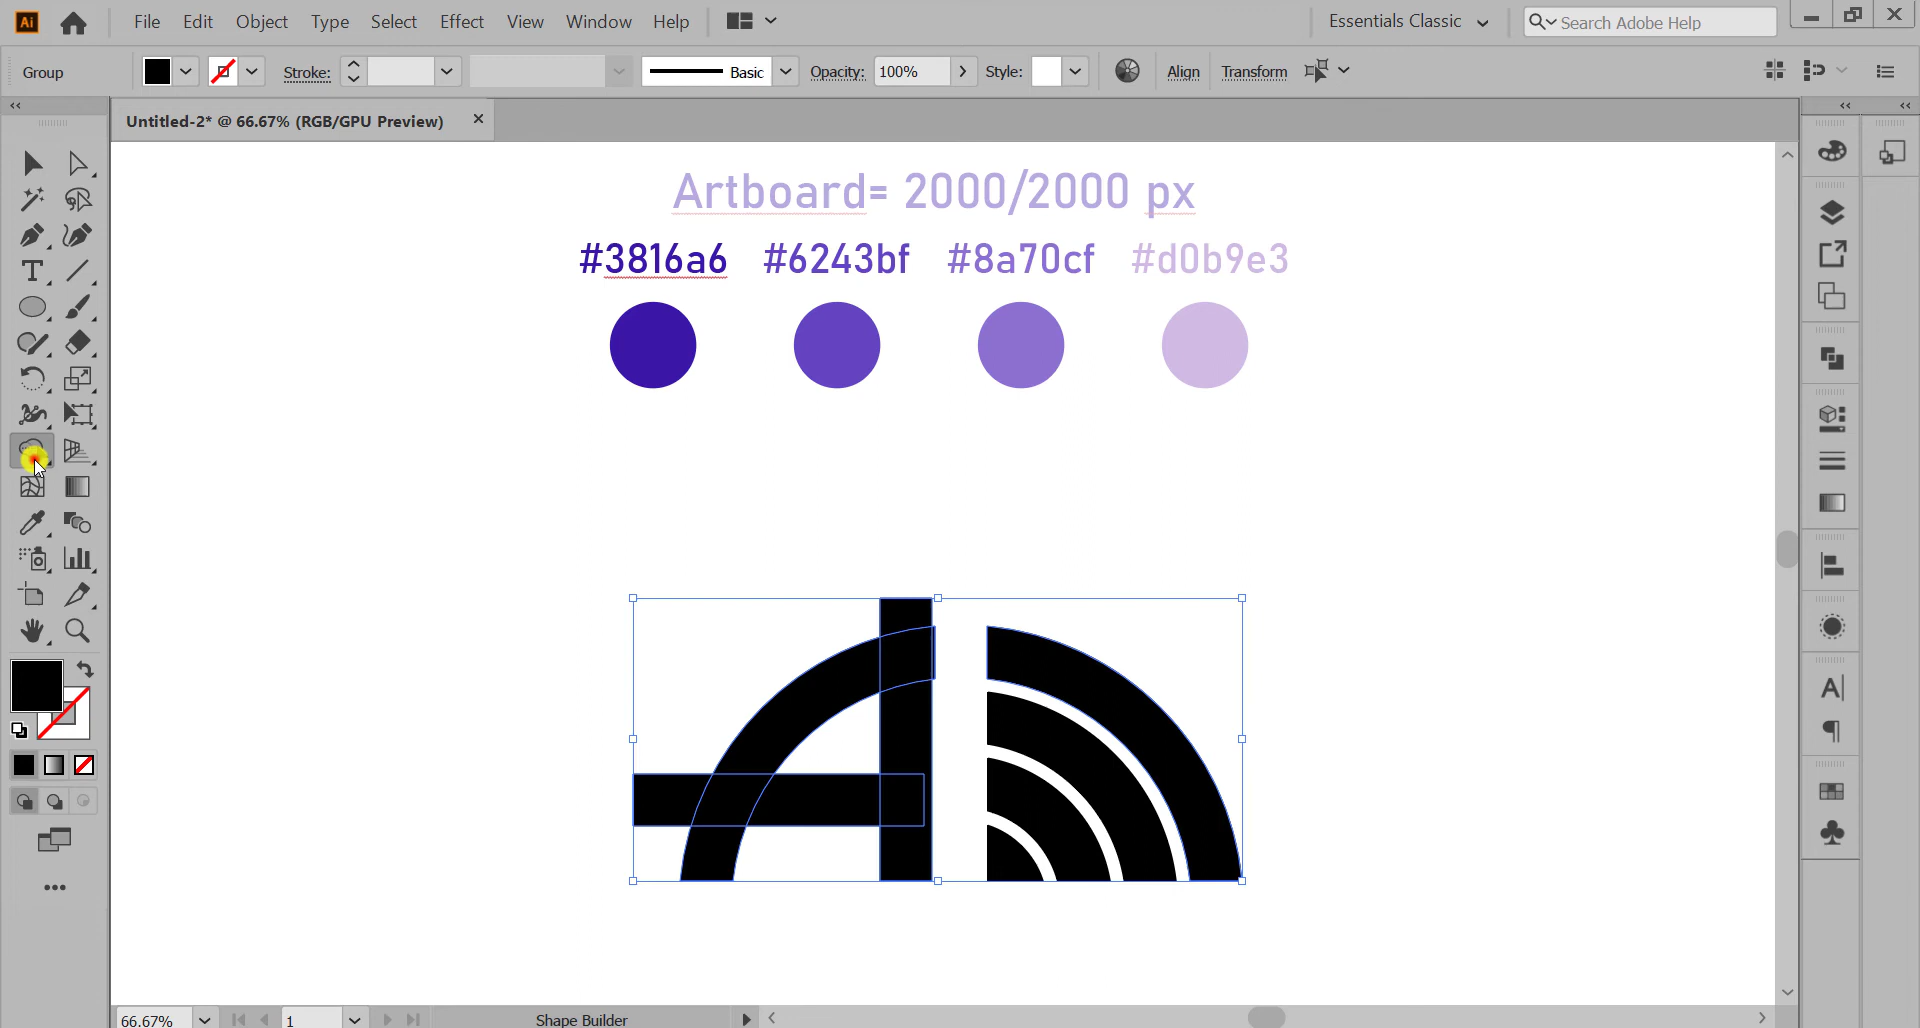 Ai File Edit Object Type Select Effect View Window Help Essentials Classic Search Adobe Help
Group Stroke: Basic Opacity: 100% Style: Align Transform
Untitled-2* @ 66.67% (RGB/GPU Preview)
Artboard= 2000/2000 px
#3816a6 #6243bf #8a70cf #d0b9e3
66.67% 1 Shape Builder